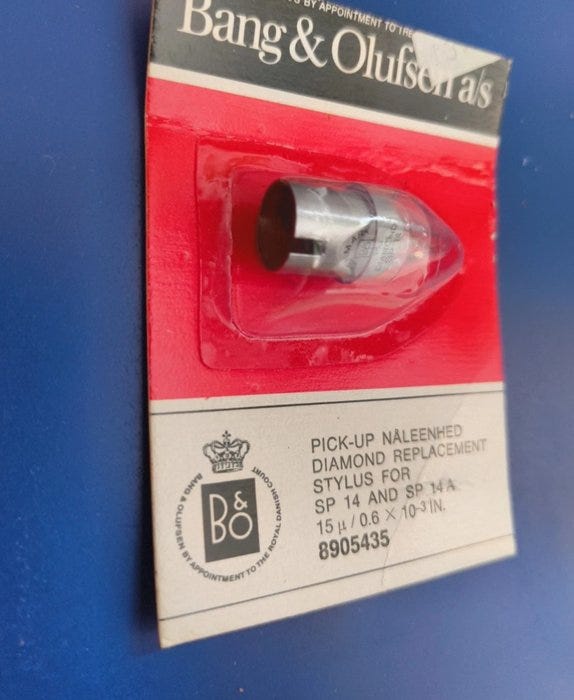 BY APPOINTMENT TO THE
Bang & Olufsen a/s
PICK-UP NÅLEENHED
DIAMOND REPLACEMENT
STYLUS FOR
SP 14 AND SP 14 A
15 µ / 0.6 × 10⁻³ IN.
8905435
B&O
BANG & OLUFSEN BY APPOINTMENT TO THE ROYAL DANISH COURT